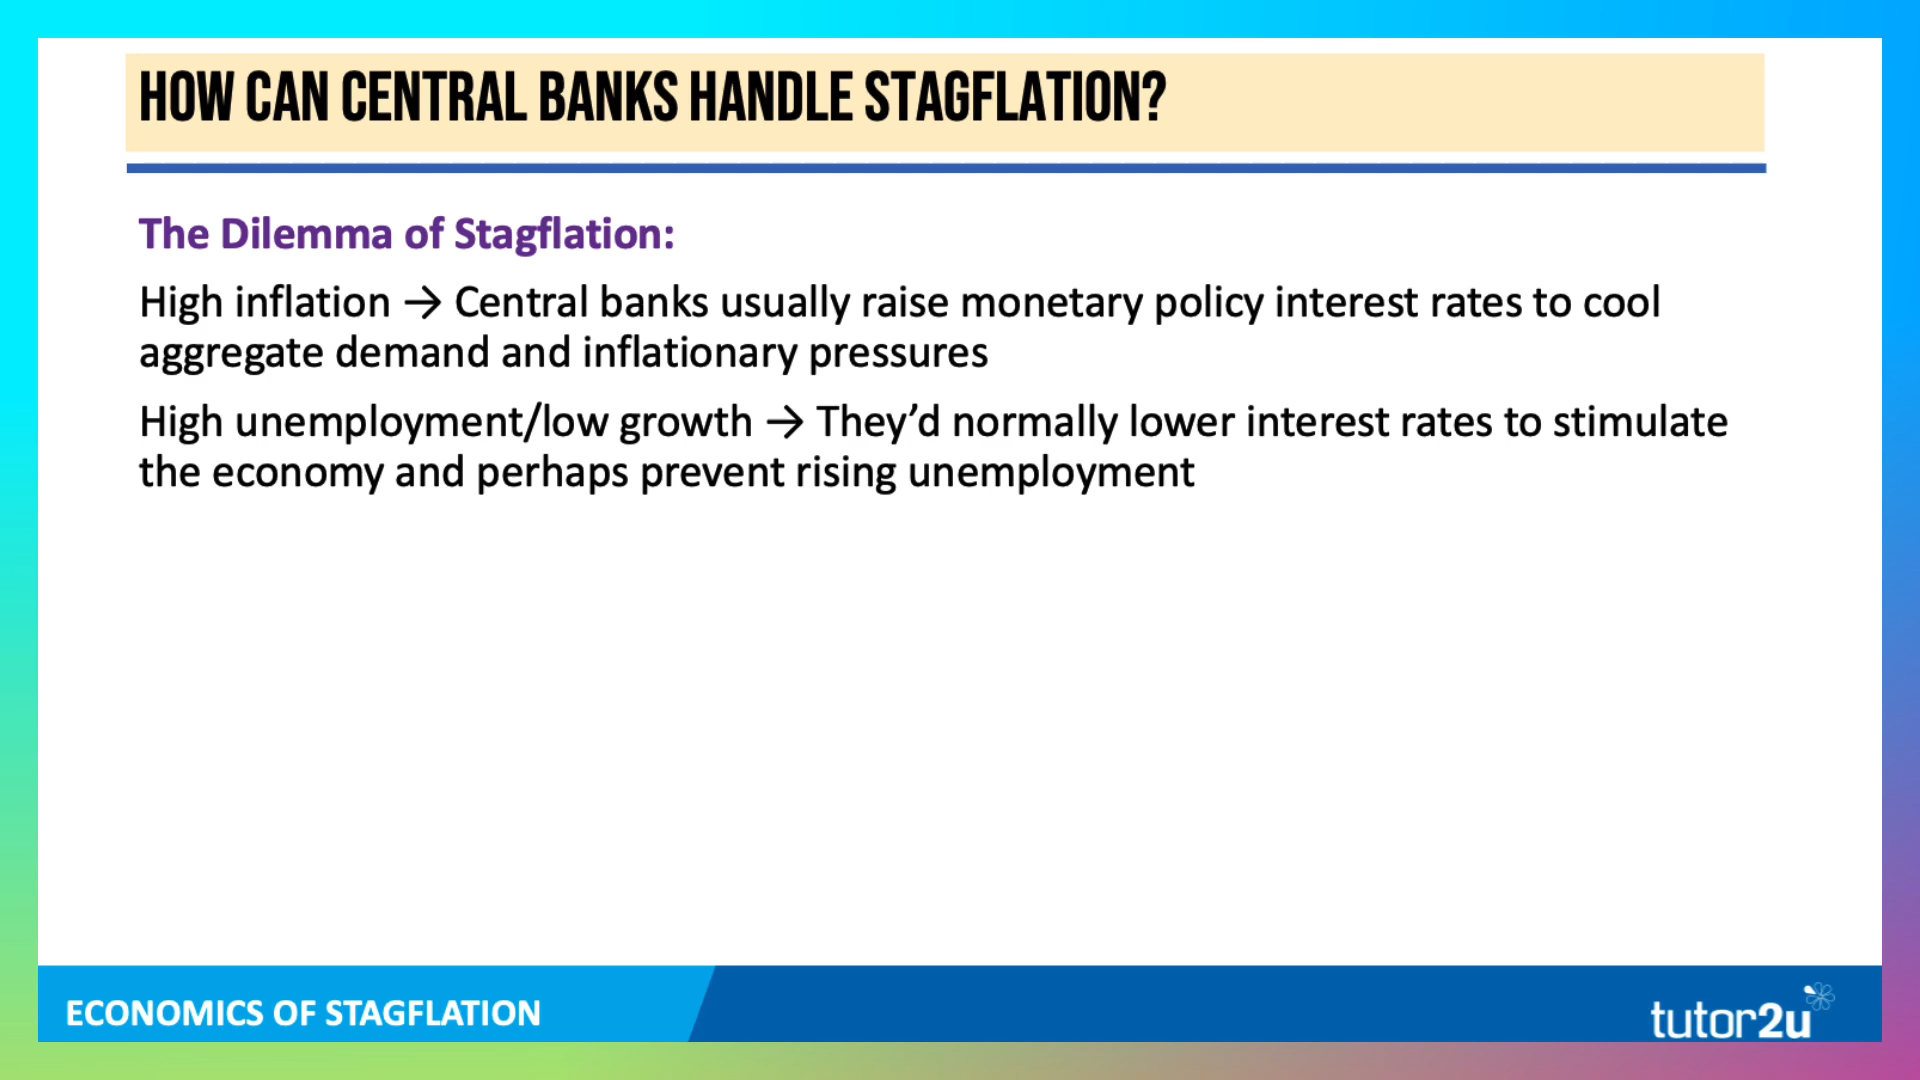 HOW CAN CENTRAL BANKS HANDLE STAGFLATION?
The Dilemma of Stagflation:
High inflation → Central banks usually raise monetary policy interest rates to cool
aggregate demand and inflationary pressures
High unemployment/low growth → They’d normally lower interest rates to stimulate
the economy and perhaps prevent rising unemployment
ECONOMICS OF STAGFLATION
tutor2u